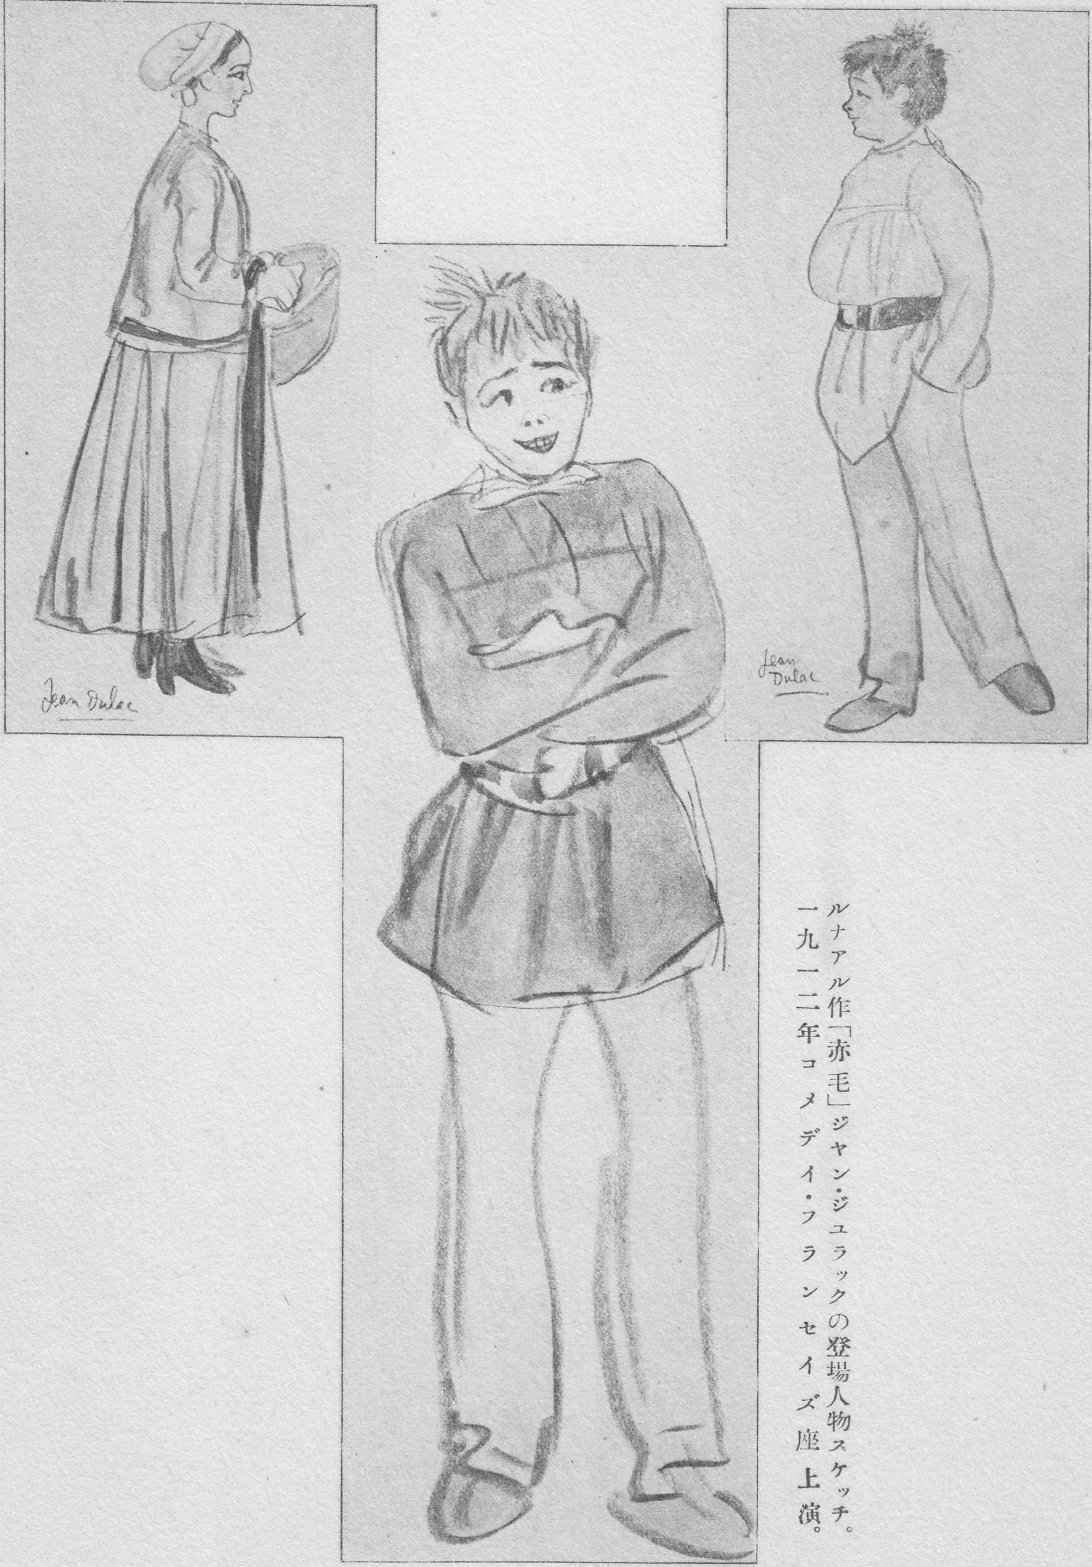 Jean Dulac
Jean
Dulac
ルナアル作「赤毛」ジャン・ジュラックの登場人物スケッチ。
一九一二年コメディ・フランセイズ座上演。